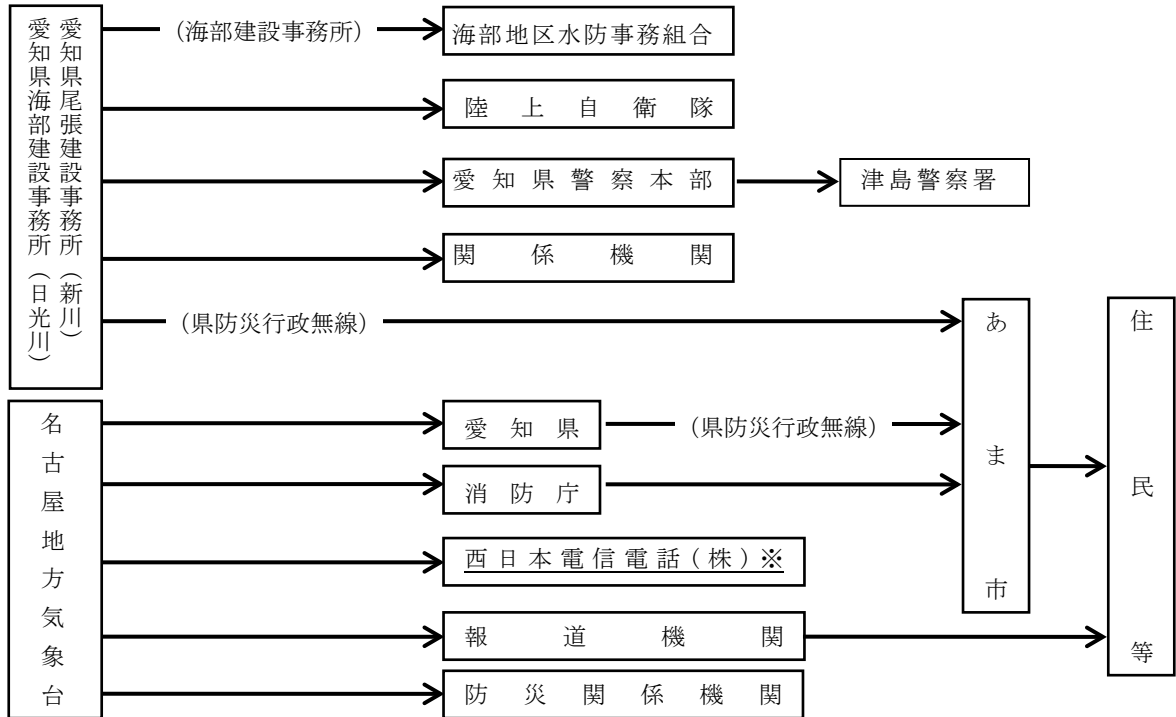 愛知県尾張建設事務所（新川）
愛知県海部建設事務所（日光川）
（海部建設事務所）
海部地区水防事務組合
陸上自衛隊
愛知県警察本部
津島警察署
関係機関
（県防災行政無線）
あま市
住民等
名古屋地方気象台
愛知県
（県防災行政無線）
消防庁
西日本電信電話(株)※
報道機関
防災関係機関